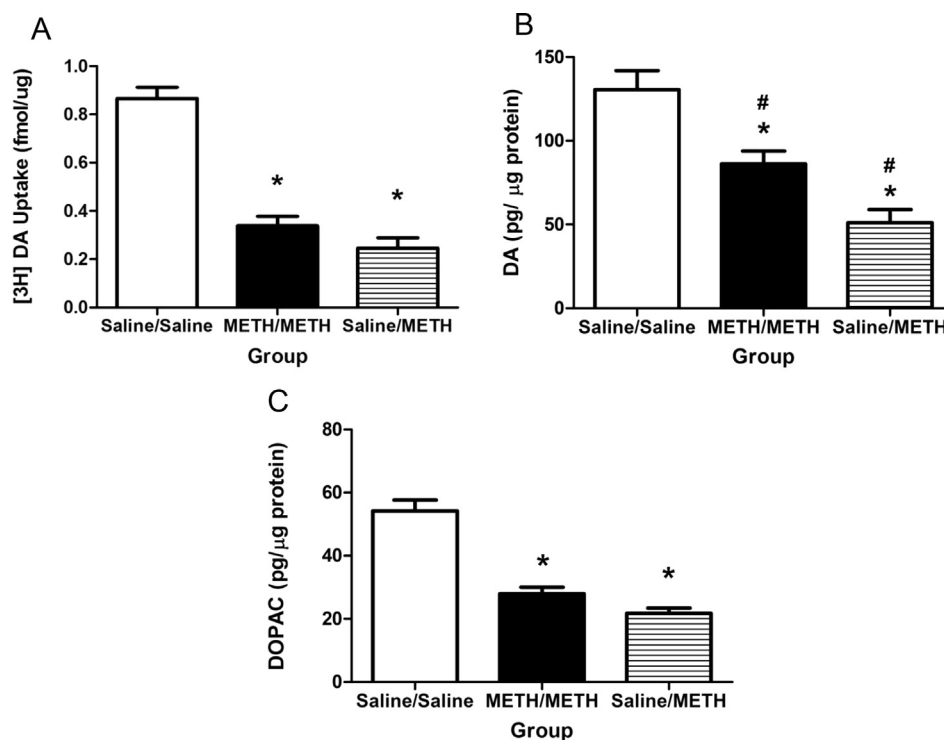 A
[3H] DA Uptake (fmol/ug)
1.0
0.8
0.6
0.4
0.2
0.0
*
*
Saline/Saline METH/METH Saline/METH
Group
B
DA (pg/ µg protein)
150
100
50
0
#
*
#
*
Saline/Saline METH/METH Saline/METH
Group
C
DOPAC (pg/µg protein)
80
60
40
20
0
*
*
Saline/Saline METH/METH Saline/METH
Group